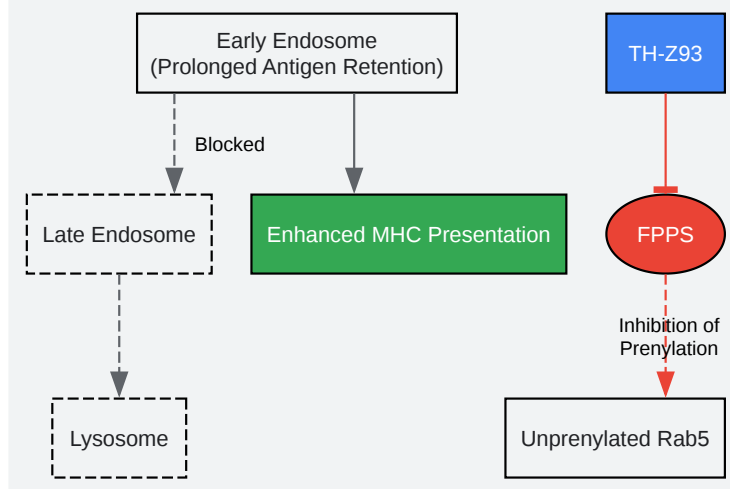 Early Endosome
(Prolonged Antigen Retention)
TH-Z93
Blocked
Late Endosome
Enhanced MHC Presentation
FPPS
Inhibition of
Prenylation
Lysosome
Unprenylated Rab5